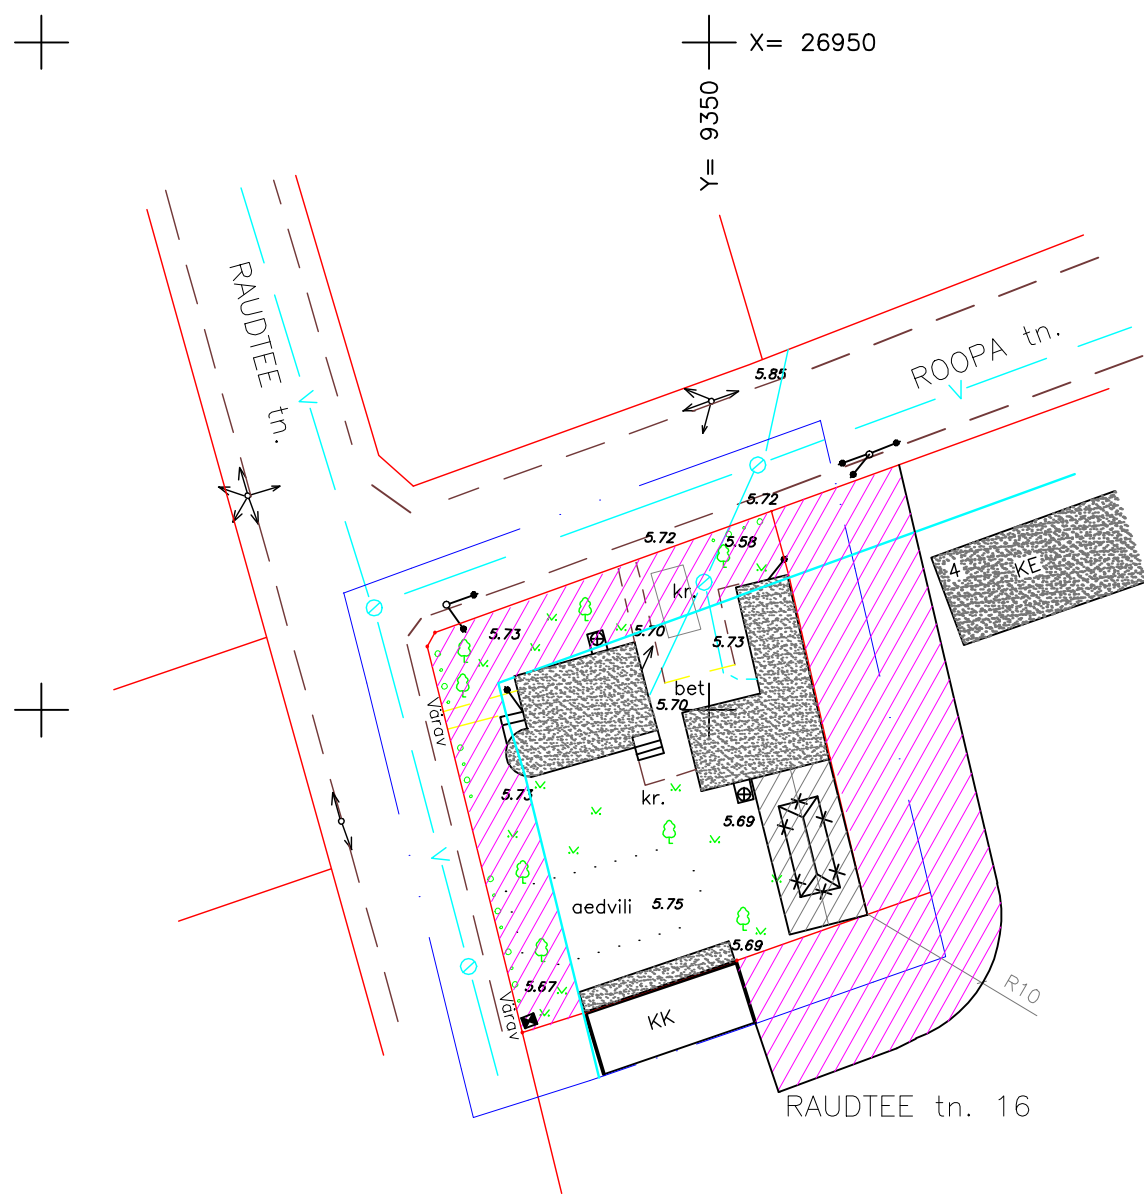 X= 26950
Y= 9350
RAUDTEE tn.
ROOPA tn.
5.85
5.72
5.72
5.58
4 KE
kr.
5.73
5.70
5.73
bet
5.70
Värav
5.73
kr.
5.69
aedvili 5.75
5.69
5.67
Värav
KK
R10
RAUDTEE tn. 16
V
V
V